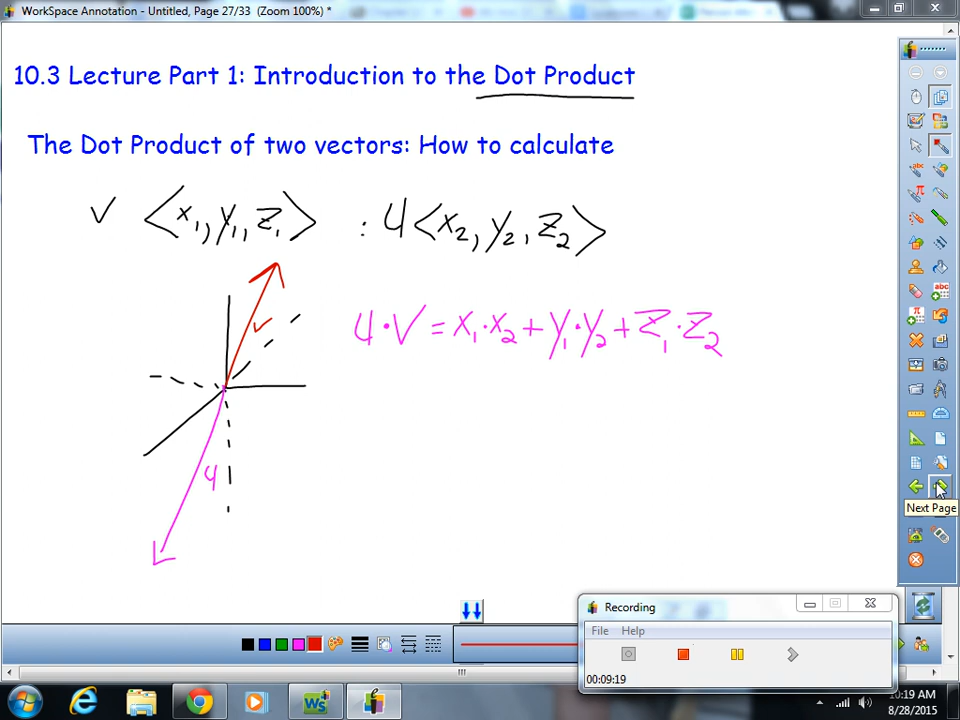 WorkSpace Annotation - Untitled, Page 27/33 (Zoom 100%) *
10.3 Lecture Part 1: Introduction to the Dot Product
The Dot Product of two vectors: How to calculate
v <x₁, y₁, z₁> : u <x₂, y₂, z₂>
u · v = x₁·x₂ + y₁·y₂ + z₁·z₂
v
u
Next Page
Recording
File Help
00:09:19
10:19 AM
8/28/2015